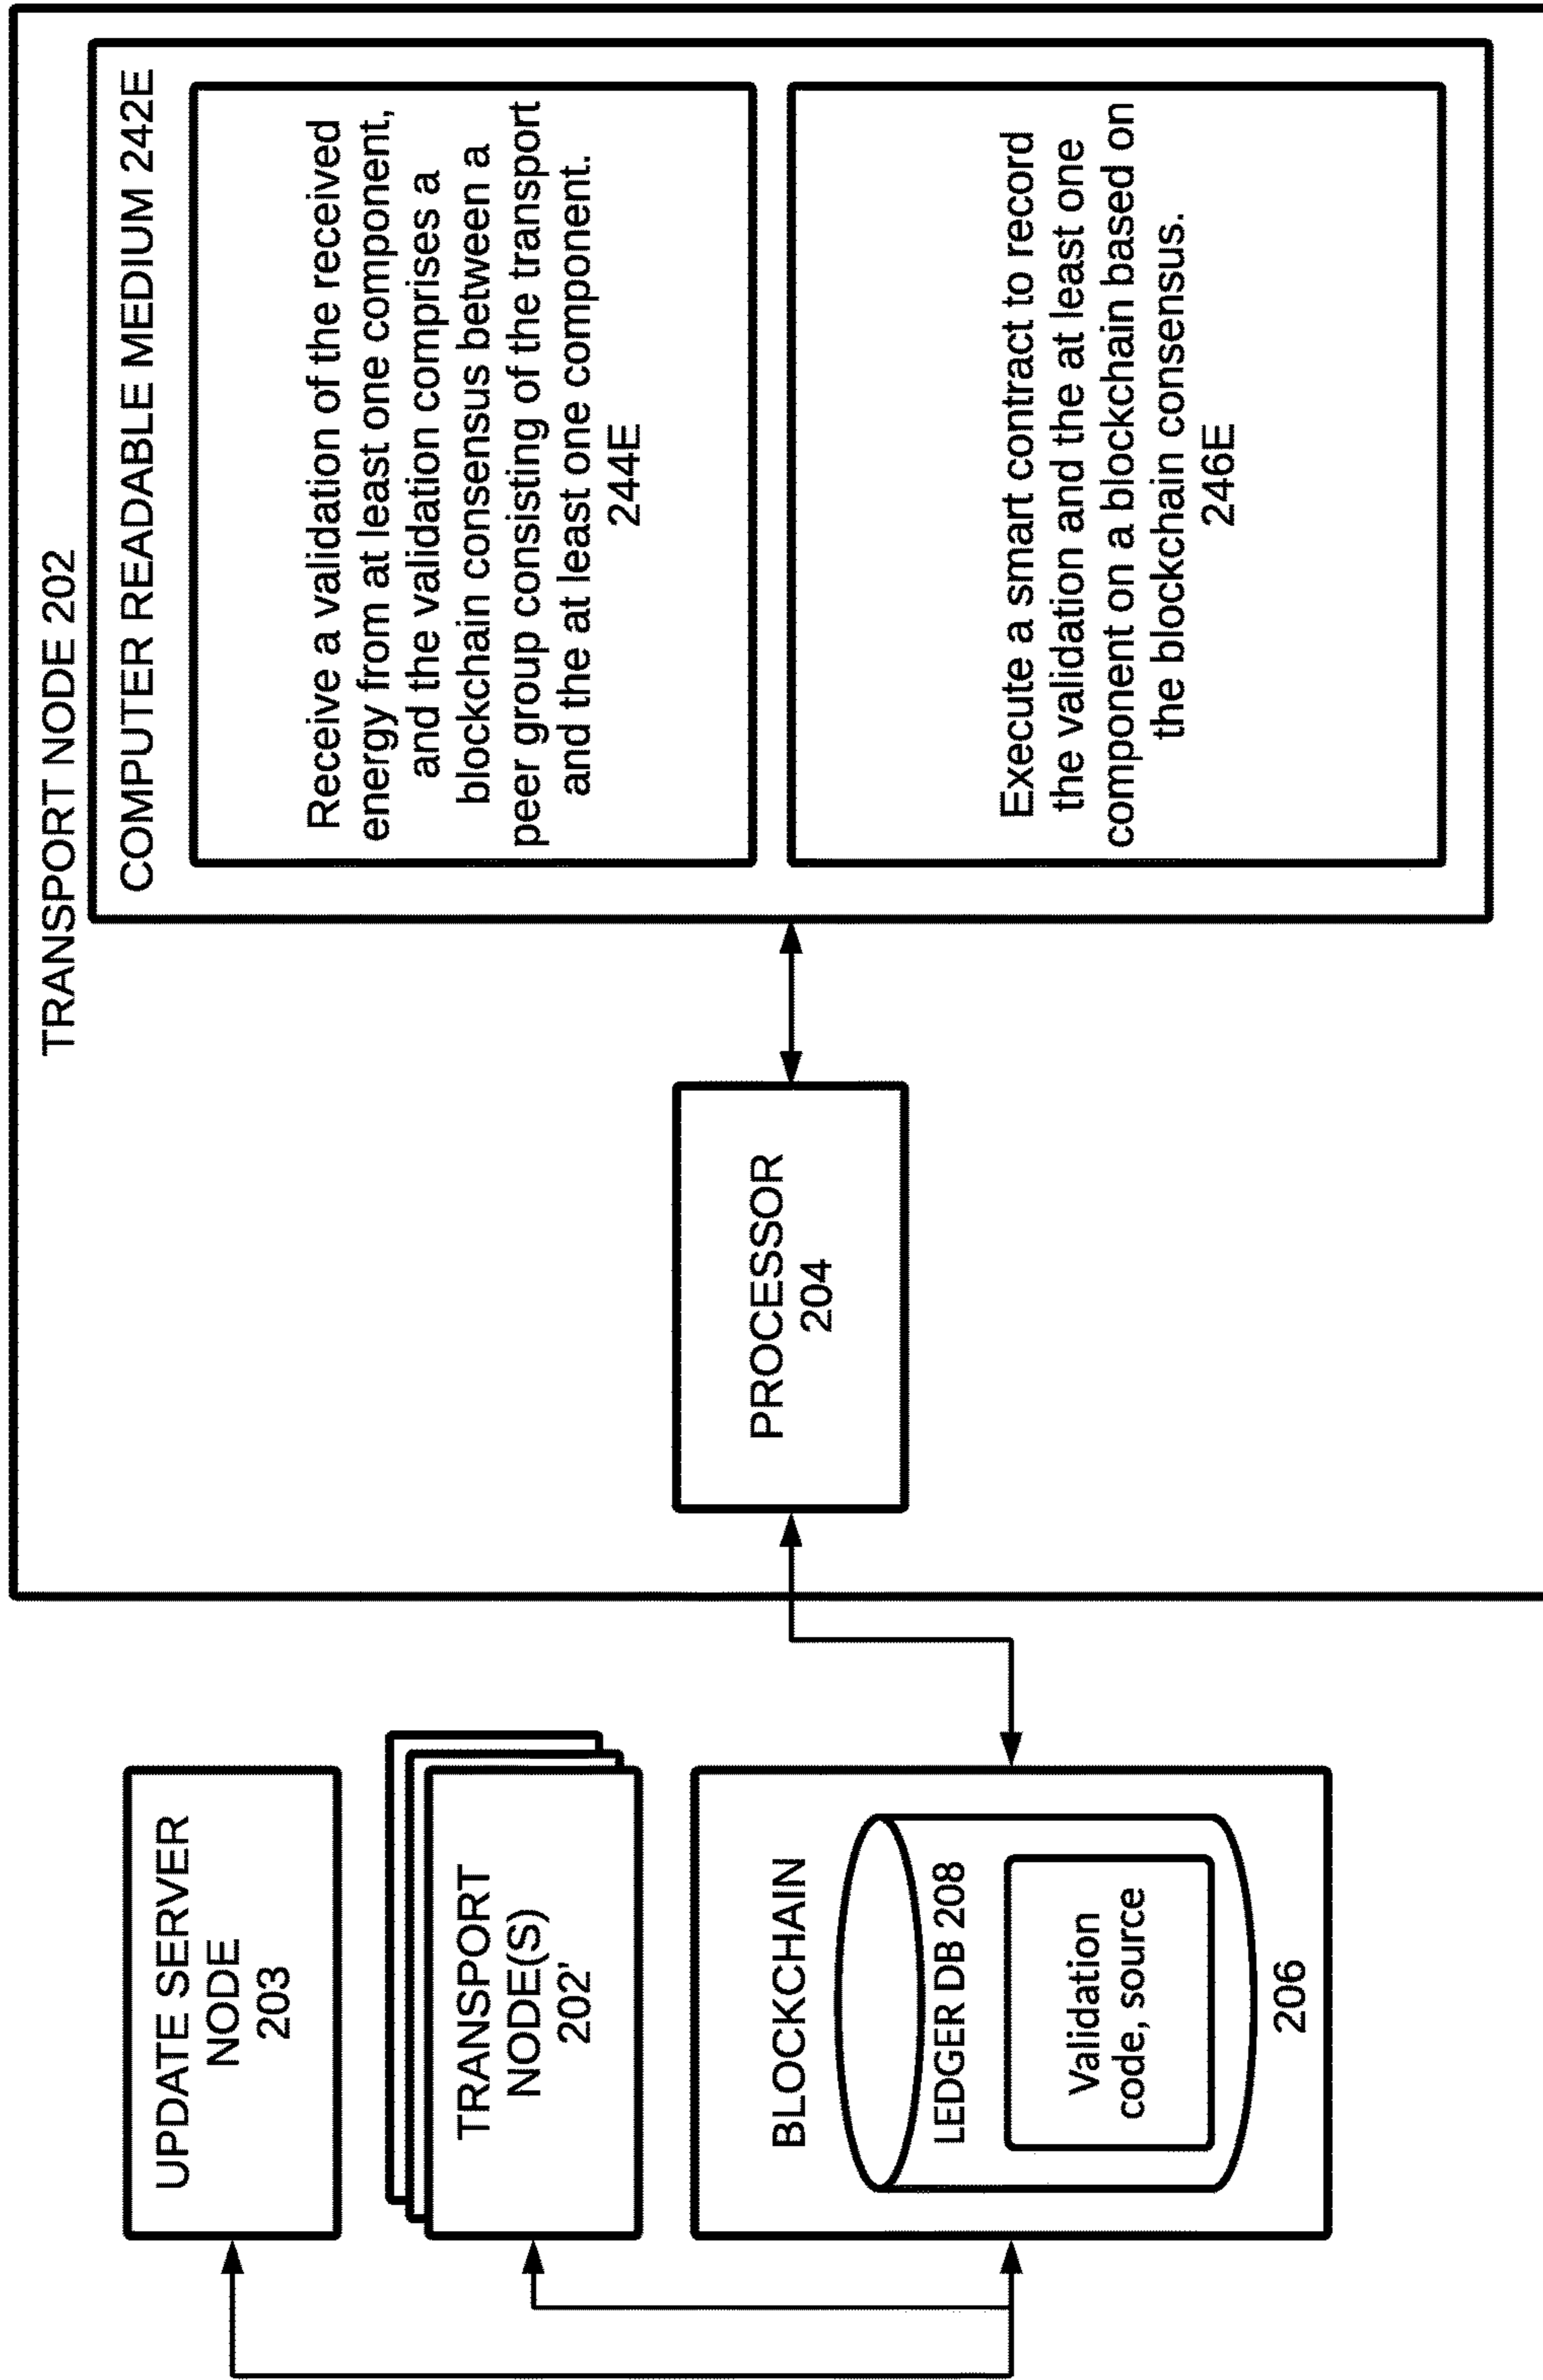 TRANSPORT NODE 202
COMPUTER READABLE MEDIUM 242E
Receive a validation of the received
energy from at least one component,
and the validation comprises a
blockchain consensus between a
peer group consisting of the transport
and the at least one component.
244E
Execute a smart contract to record
the validation and the at least one
component on a blockchain based on
the blockchain consensus.
246E
PROCESSOR
204
UPDATE SERVER
NODE
203
TRANSPORT
NODE(S)
202'
BLOCKCHAIN
LEDGER DB 208
Validation
code, source
206